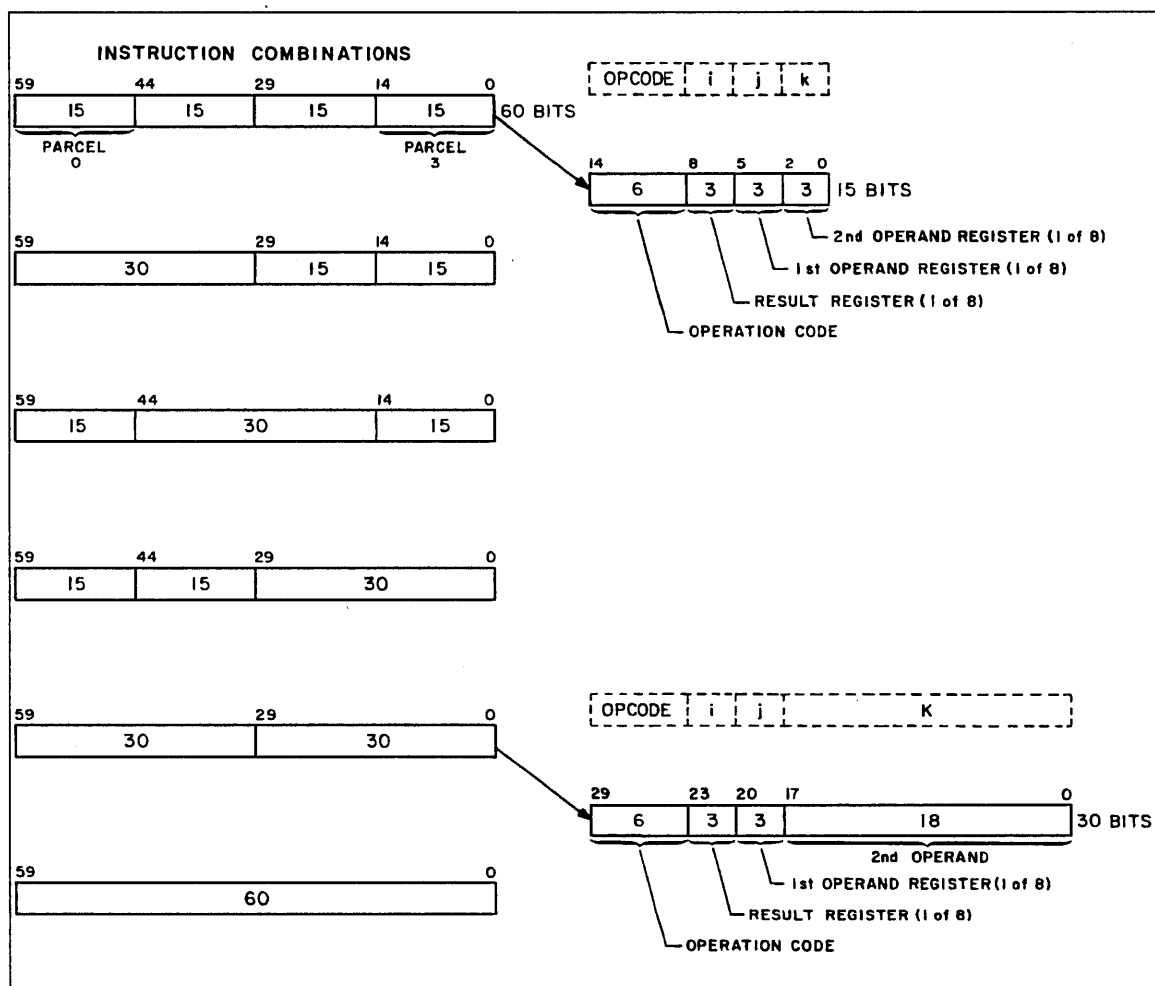 INSTRUCTION COMBINATIONS
59 44 29 14 0
15 15 15 15 60 BITS
PARCEL
0
PARCEL
3
OPCODE i j k
14 8 5 2 0
6 3 3 3 15 BITS
2nd OPERAND REGISTER (1 of 8)
1st OPERAND REGISTER (1 of 8)
RESULT REGISTER (1 of 8)
OPERATION CODE
59 29 14 0
30 15 15
59 44 14 0
15 30 15
59 44 29 0
15 15 30
59 29 0
30 30
OPCODE i j K
29 23 20 17 0
6 3 3 18 30 BITS
2nd OPERAND
1st OPERAND REGISTER (1 of 8)
RESULT REGISTER (1 of 8)
OPERATION CODE
59 0
60